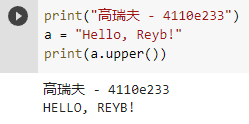 print("高瑞夫 - 4110e233")
a = "Hello, Reyb!"
print(a.upper())
高瑞夫 - 4110e233
HELLO, REYB!